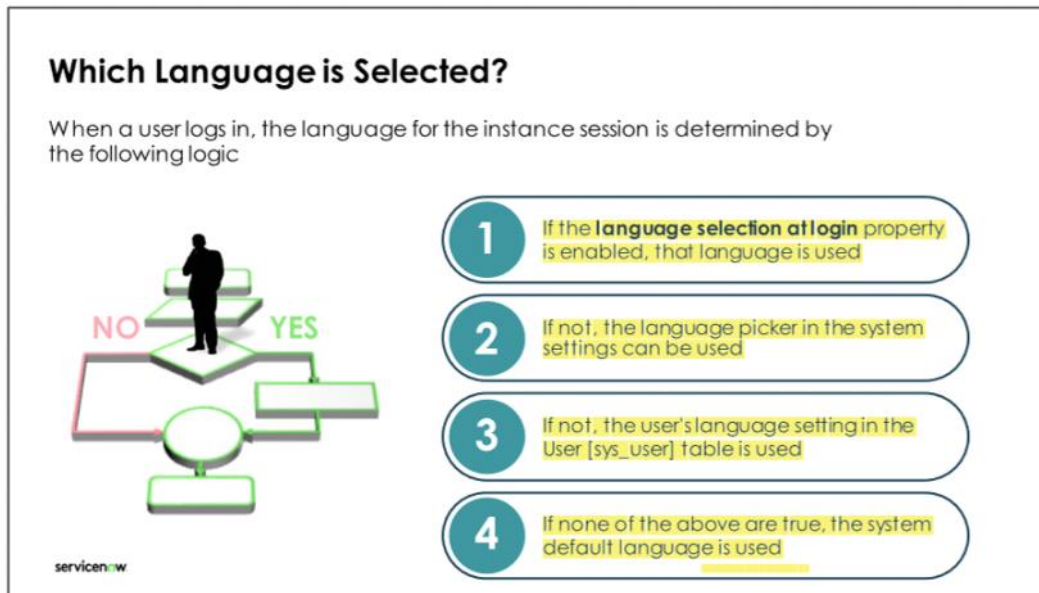 Which Language is Selected?
When a user logs in, the language for the instance session is determined by
the following logic
NO
YES
1
If the language selection at login property
is enabled, that language is used
2
If not, the language picker in the system
settings can be used
3
If not, the user's language setting in the
User [sys_user] table is used
4
If none of the above are true, the system
default language is used
servicenow